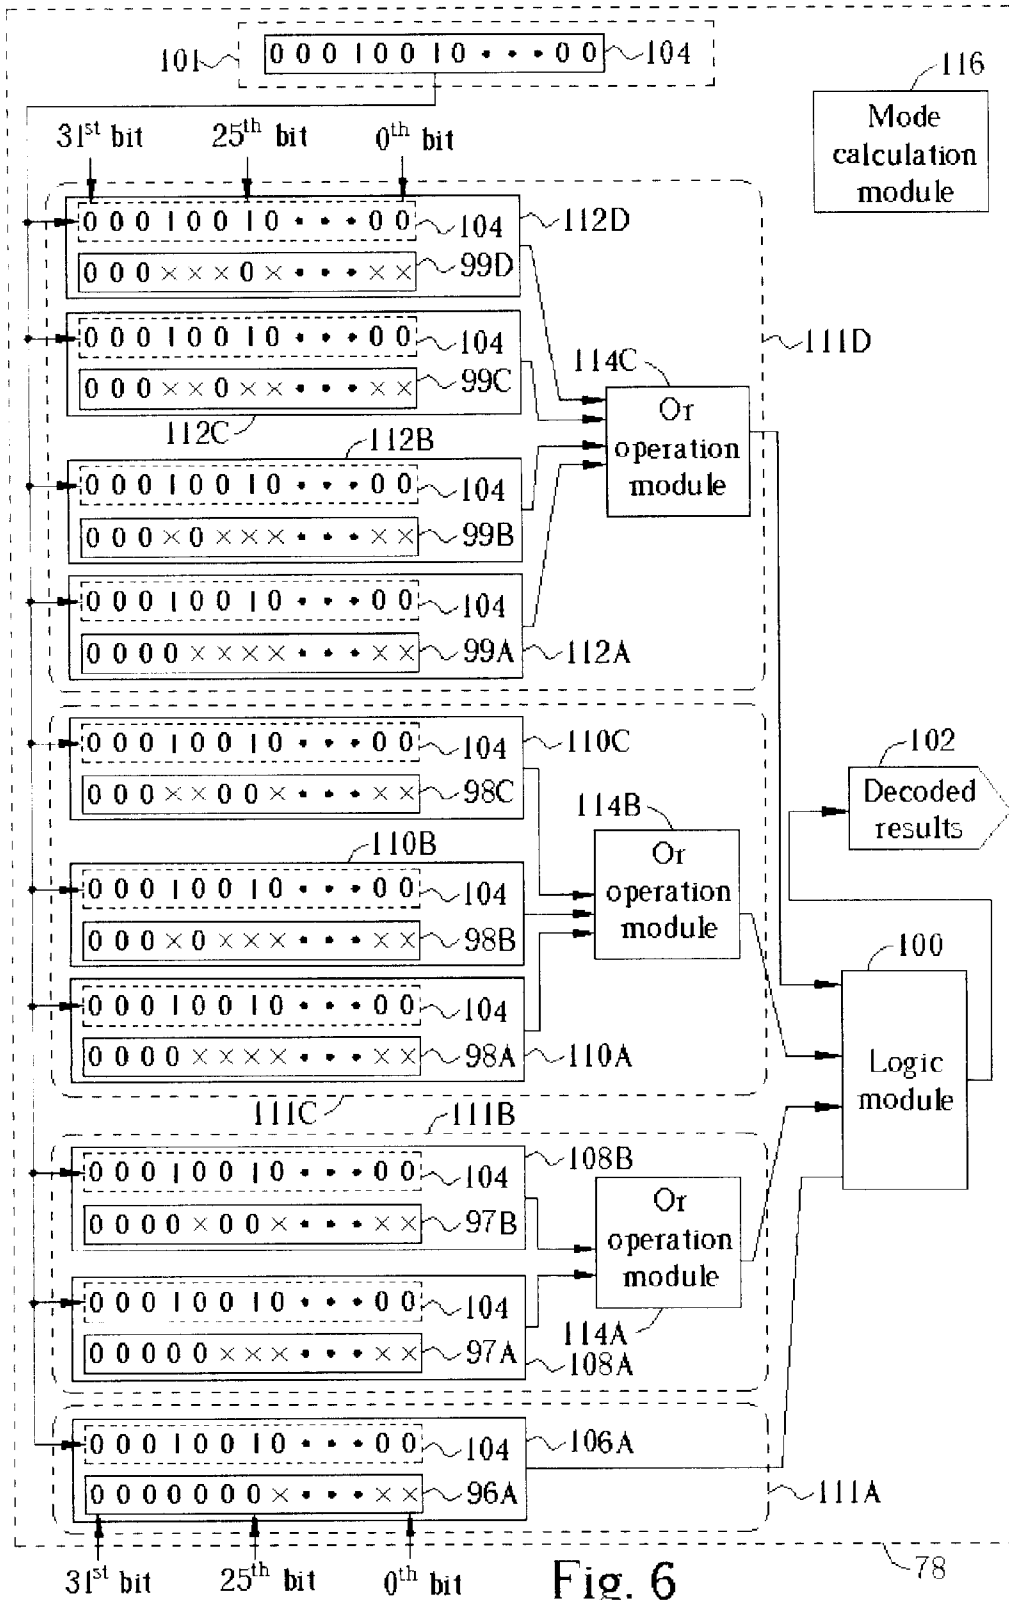 101
0 0 0 1 0 0 1 0 • • • 0 0
104
116
Mode
calculation
module
31st bit
25th bit
0th bit
0 0 0 1 0 0 1 0 • • • 0 0
104
112D
0 0 0 × × × 0 × • • • × ×
99D
0 0 0 1 0 0 1 0 • • • 0 0
104
111D
0 0 0 × × 0 × × • • • × ×
99C
114C
Or
operation
module
112C
112B
0 0 0 1 0 0 1 0 • • • 0 0
104
0 0 0 × 0 × × × • • • × ×
99B
0 0 0 1 0 0 1 0 • • • 0 0
104
0 0 0 0 × × × × • • • × ×
99A
112A
0 0 0 1 0 0 1 0 • • • 0 0
104
110C
0 0 0 × × 0 0 × • • • × ×
98C
102
Decoded
results
114B
Or
operation
module
110B
0 0 0 1 0 0 1 0 • • • 0 0
104
0 0 0 × 0 × × × • • • × ×
98B
100
Logic
module
0 0 0 1 0 0 1 0 • • • 0 0
104
0 0 0 0 × × × × • • • × ×
98A
110A
111C
111B
0 0 0 1 0 0 1 0 • • • 0 0
104
108B
0 0 0 0 × 0 0 × • • • × ×
97B
Or
operation
module
114A
0 0 0 1 0 0 1 0 • • • 0 0
104
0 0 0 0 0 × × × • • • × ×
97A
108A
0 0 0 1 0 0 1 0 • • • 0 0
104
106A
0 0 0 0 0 0 0 × • • • × ×
96A
111A
31st bit
25th bit
0th bit
Fig. 6
78